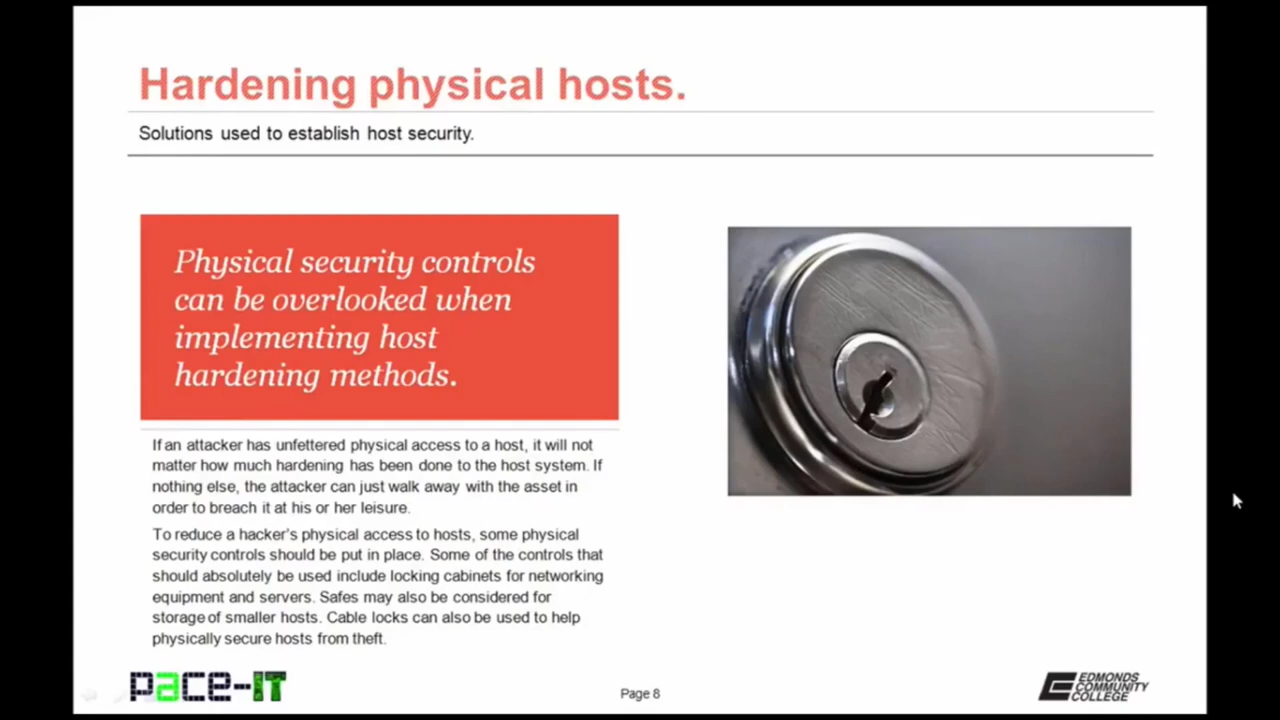 Hardening physical hosts.
Solutions used to establish host security.
Physical security controls
can be overlooked when
implementing host
hardening methods.
If an attacker has unfettered physical access to a host, it will not
matter how much hardening has been done to the host system. If
nothing else, the attacker can just walk away with the asset in
order to breach it at his or her leisure.
To reduce a hacker's physical access to hosts, some physical
security controls should be put in place. Some of the controls that
should absolutely be used include locking cabinets for networking
equipment and servers. Safes may also be considered for
storage of smaller hosts. Cable locks can also be used to help
physically secure hosts from theft.
pace-IT
Page 8
EDMONDS
COMMUNITY
COLLEGE